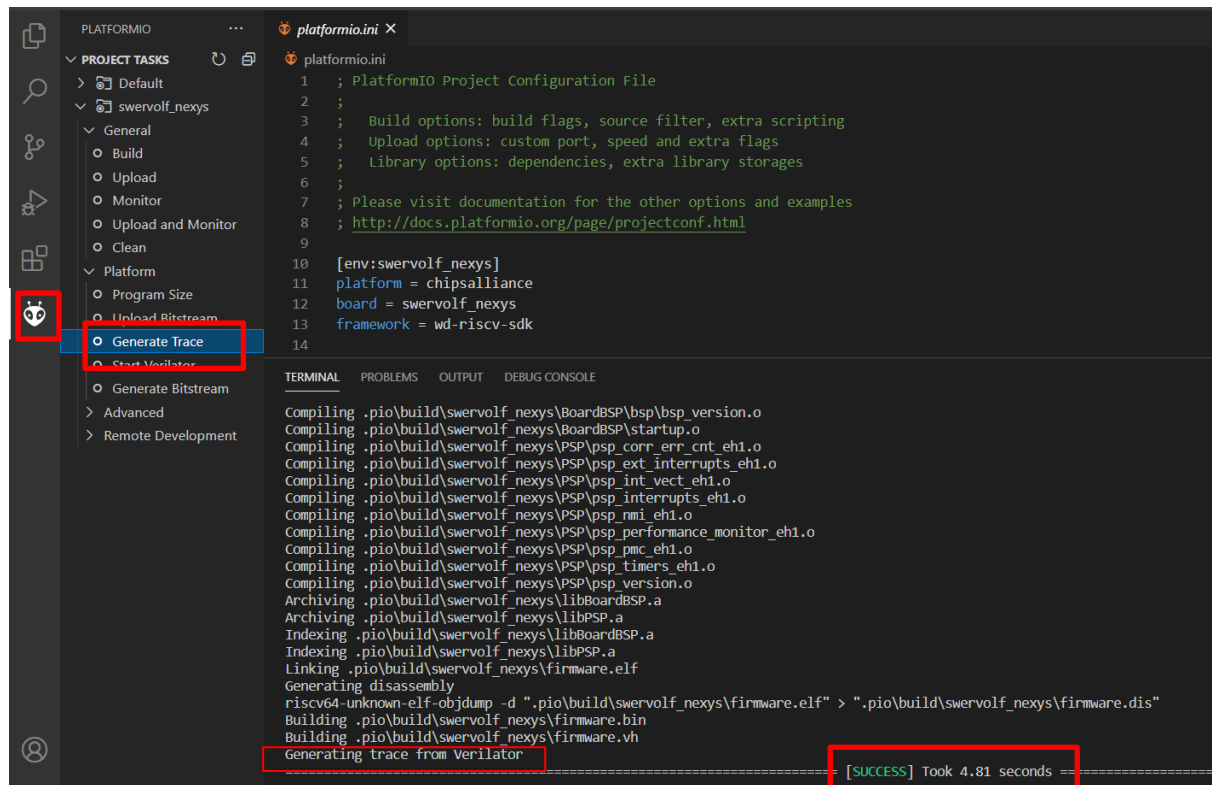 PLATFORMIO
PROJECT TASKS
Default
swervolf_nexys
General
Build
Upload
Monitor
Upload and Monitor
Clean
Platform
Program Size
Upload Bitstream
Generate Trace
Start Verilator
Generate Bitstream
Advanced
Remote Development
platformio.ini
platformio.ini
1 ; PlatformIO Project Configuration File
2 ;
3 ;   Build options: build flags, source filter, extra scripting
4 ;   Upload options: custom port, speed and extra flags
5 ;   Library options: dependencies, extra library storages
6 ;
7 ; Please visit documentation for the other options and examples
8 ; http://docs.platformio.org/page/projectconf.html
9
10 [env:swervolf_nexys]
11 platform = chipsalliance
12 board = swervolf_nexys
13 framework = wd-riscv-sdk
14
TERMINAL PROBLEMS OUTPUT DEBUG CONSOLE
Compiling .pio\build\swervolf_nexys\BoardBSP\bsp\bsp_version.o
Compiling .pio\build\swervolf_nexys\BoardBSP\startup.o
Compiling .pio\build\swervolf_nexys\PSP\psp_corr_err_cnt_eh1.o
Compiling .pio\build\swervolf_nexys\PSP\psp_ext_interrupts_eh1.o
Compiling .pio\build\swervolf_nexys\PSP\psp_int_vect_eh1.o
Compiling .pio\build\swervolf_nexys\PSP\psp_interrupts_eh1.o
Compiling .pio\build\swervolf_nexys\PSP\psp_nmi_eh1.o
Compiling .pio\build\swervolf_nexys\PSP\psp_performance_monitor_eh1.o
Compiling .pio\build\swervolf_nexys\PSP\psp_pmc_eh1.o
Compiling .pio\build\swervolf_nexys\PSP\psp_timers_eh1.o
Compiling .pio\build\swervolf_nexys\PSP\psp_version.o
Archiving .pio\build\swervolf_nexys\libBoardBSP.a
Archiving .pio\build\swervolf_nexys\libPSP.a
Indexing .pio\build\swervolf_nexys\libBoardBSP.a
Indexing .pio\build\swervolf_nexys\libPSP.a
Linking .pio\build\swervolf_nexys\firmware.elf
Generating disassembly
riscv64-unknown-elf-objdump -d ".pio\build\swervolf_nexys\firmware.elf" > ".pio\build\swervolf_nexys\firmware.dis"
Building .pio\build\swervolf_nexys\firmware.bin
Building .pio\build\swervolf_nexys\firmware.vh
Generating trace from Verilator
[SUCCESS] Took 4.81 seconds